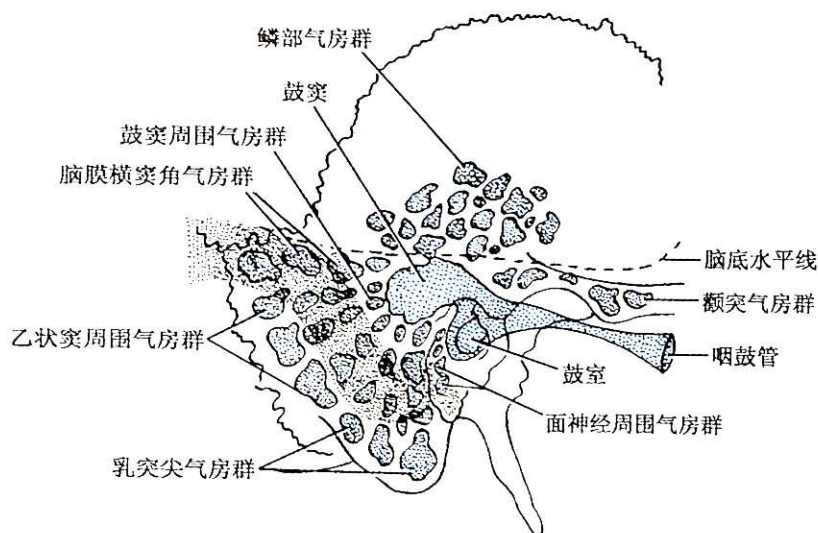 鳞部气房群
鼓窦
鼓窦周围气房群
脑膜横窦角气房群
脑底水平线
颧突气房群
乙状窦周围气房群
咽鼓管
鼓室
面神经周围气房群
乳突尖气房群